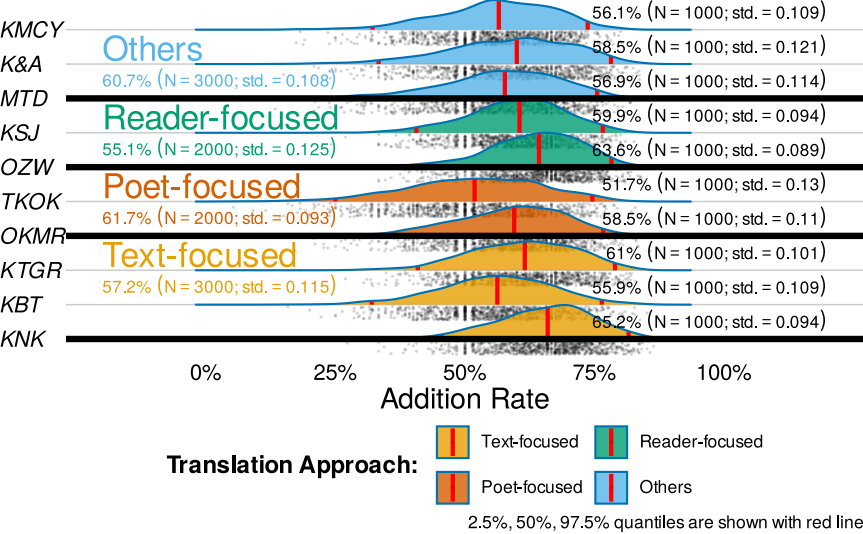 KMCY 56.1% (N = 1000; std. = 0.109)
Others
K&A 58.5% (N = 1000; std. = 0.121)
60.7% (N = 3000; std. = 0.108)
MTD 56.9% (N = 1000; std. = 0.114)
Reader-focused
KSJ 59.9% (N = 1000; std. = 0.094)
55.1% (N = 2000; std. = 0.125)
OZW 63.6% (N = 1000; std. = 0.089)
Poet-focused
TKOK 51.7% (N = 1000; std. = 0.13)
61.7% (N = 2000; std. = 0.093)
OKMR 58.5% (N = 1000; std. = 0.11)
Text-focused
KTGR 61% (N = 1000; std. = 0.101)
57.2% (N = 3000; std. = 0.115)
KBT 55.9% (N = 1000; std. = 0.109)
KNK 65.2% (N = 1000; std. = 0.094)
0% 25% 50% 75% 100%
Addition Rate
Translation Approach:
Text-focused Reader-focused
Poet-focused Others
2.5%, 50%, 97.5% quantiles are shown with red line